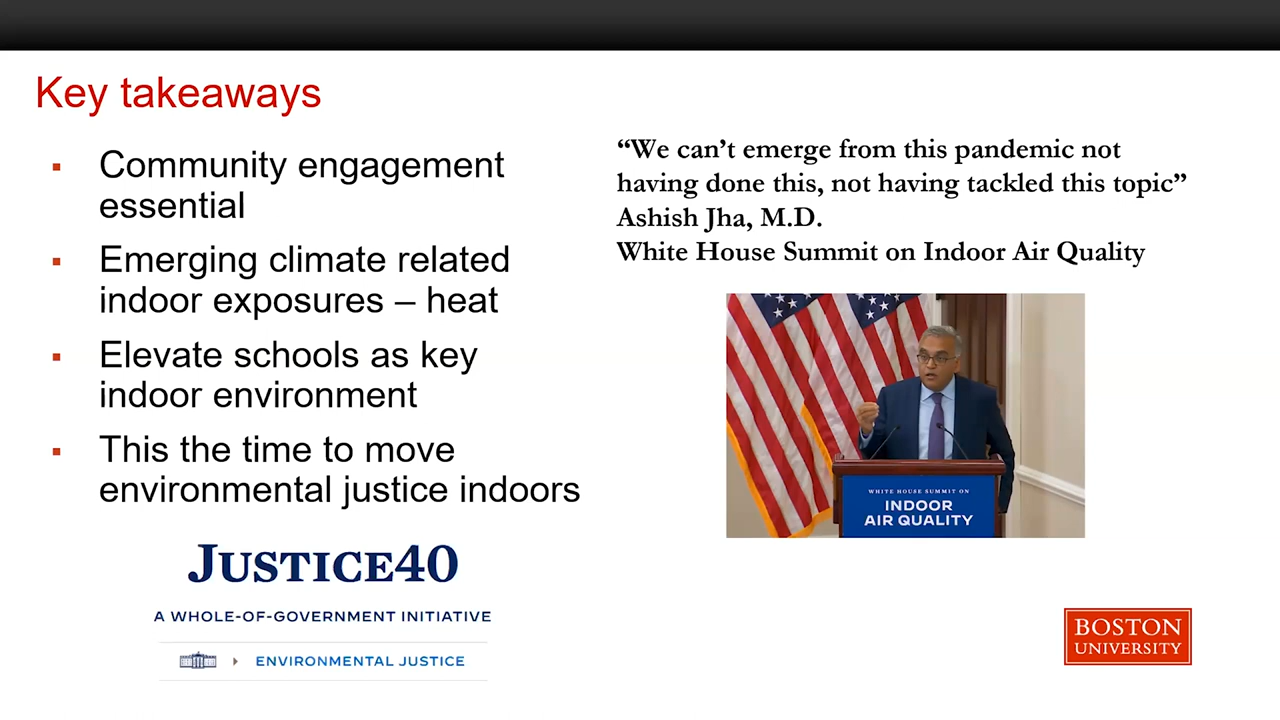 Key takeaways
▪ Community engagement
essential
▪ Emerging climate related
indoor exposures – heat
▪ Elevate schools as key
indoor environment
▪ This the time to move
environmental justice indoors
“We can’t emerge from this pandemic not
having done this, not having tackled this topic”
Ashish Jha, M.D.
White House Summit on Indoor Air Quality
WHITE HOUSE SUMMIT ON
INDOOR
AIR QUALITY
JUSTICE40
A WHOLE-OF-GOVERNMENT INITIATIVE
ENVIRONMENTAL JUSTICE
BOSTON
UNIVERSITY